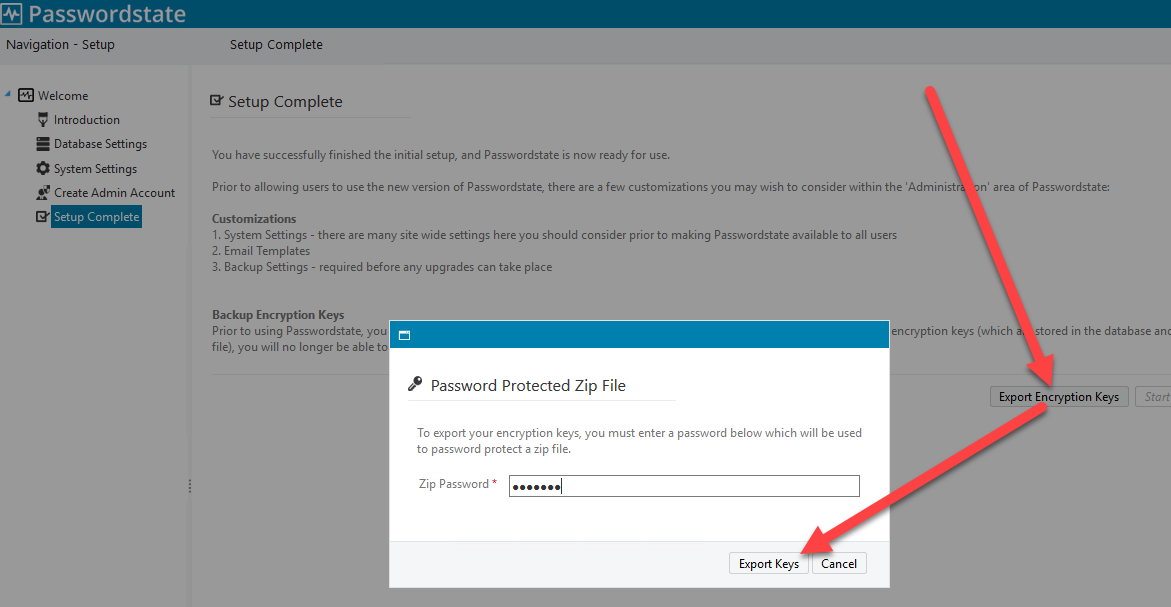 Passwordstate
Navigation - Setup
Setup Complete
Welcome
Introduction
Database Settings
System Settings
Create Admin Account
Setup Complete
Setup Complete
You have successfully finished the initial setup, and Passwordstate is now ready for use.
Prior to allowing users to use the new version of Passwordstate, there are a few customizations you may wish to consider within the 'Administration' area of Passwordstate:
Customizations
1. System Settings - there are many site wide settings here you should consider prior to making Passwordstate available to all users
2. Email Templates
3. Backup Settings - required before any upgrades can take place
Backup Encryption Keys
Prior to using Passwordstate, you encryption keys (which are stored in the database and
file), you will no longer be able to
Export Encryption Keys
Start
Password Protected Zip File
To export your encryption keys, you must enter a password below which will be used
to password protect a zip file.
Zip Password *
•••••••
Export Keys
Cancel